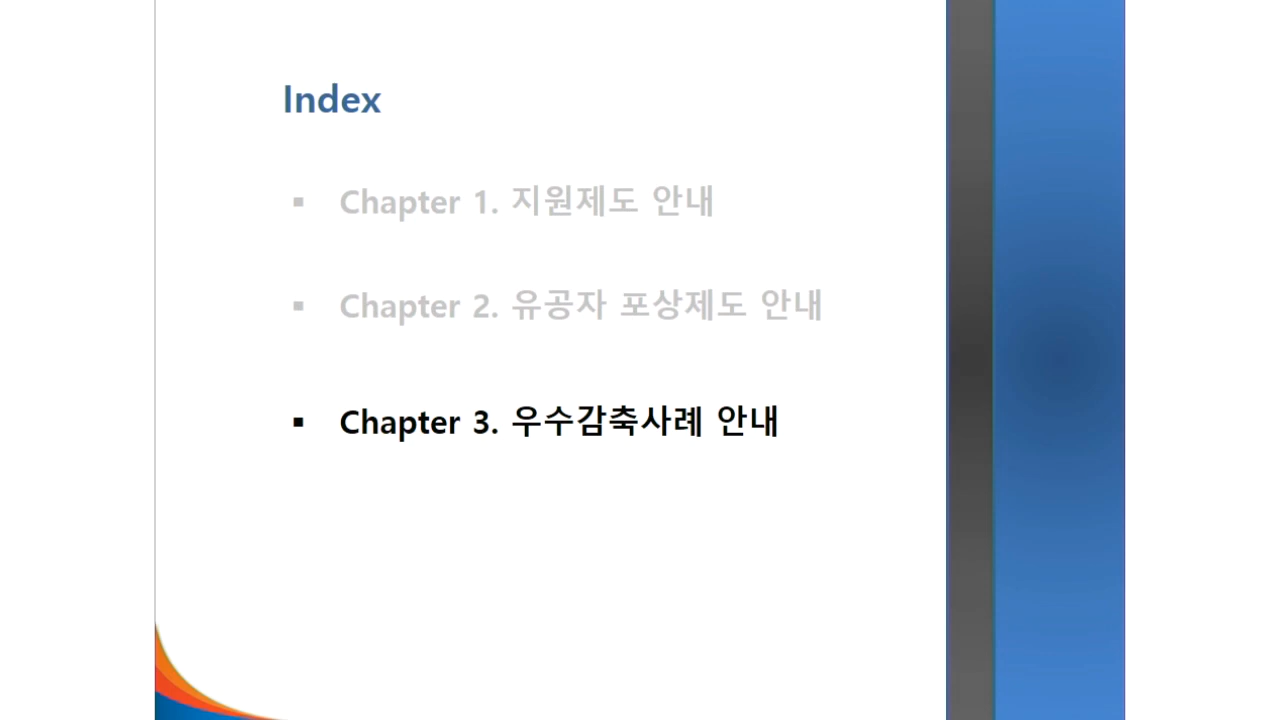 Index
▪ Chapter 1. 지원제도 안내
▪ Chapter 2. 유공자 포상제도 안내
▪ Chapter 3. 우수감축사례 안내